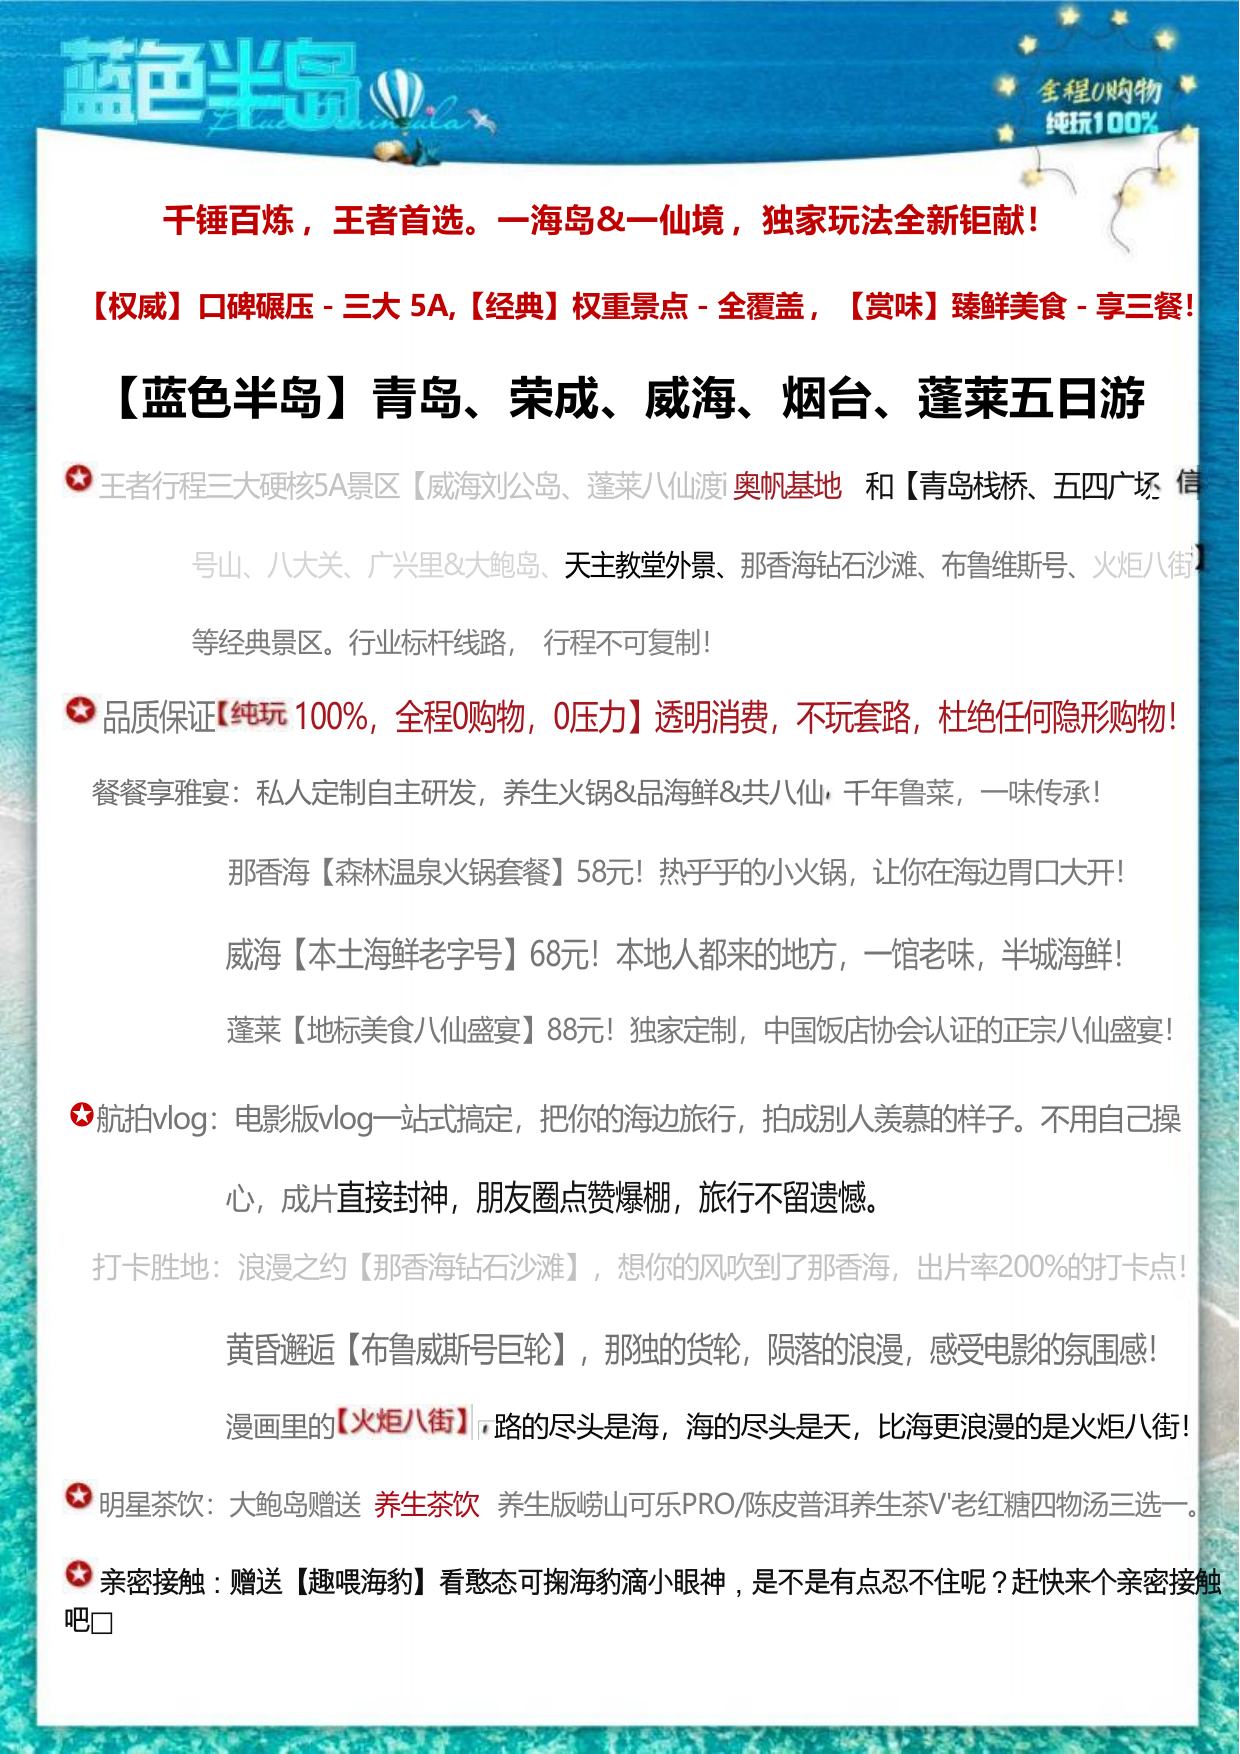 蓝色半岛
全程0购物
纯玩100%
千锤百炼，王者首选。一海岛&一仙境，独家玩法全新钜献！
【权威】口碑碾压－三大 5A,【经典】权重景点－全覆盖，【赏味】臻鲜美食－享三餐！
【蓝色半岛】青岛、荣成、威海、烟台、蓬莱五日游
王者行程三大硬核5A景区【威海刘公岛、蓬莱八仙渡i 奥帆基地 和【青岛栈桥、五四广场、信
号山、八大关、广兴里&大鲍岛、天主教堂外景、那香海钻石沙滩、布鲁维斯号、火炬八街】
等经典景区。行业标杆线路， 行程不可复制！
品质保证【纯玩 100%，全程0购物，0压力】透明消费，不玩套路，杜绝任何隐形购物！
餐餐享雅宴：私人定制自主研发，养生火锅&品海鲜&共八仙，千年鲁菜，一味传承！
那香海【森林温泉火锅套餐】58元！热乎乎的小火锅，让你在海边胃口大开！
威海【本土海鲜老字号】68元！本地人都来的地方，一馆老味，半城海鲜！
蓬莱【地标美食八仙盛宴】88元！独家定制，中国饭店协会认证的正宗八仙盛宴！
航拍vlog：电影版vlog一站式搞定，把你的海边旅行，拍成别人羡慕的样子。不用自己操
心，成片直接封神，朋友圈点赞爆棚，旅行不留遗憾。
打卡胜地：浪漫之约【那香海钻石沙滩】，想你的风吹到了那香海，出片率200%的打卡点！
黄昏邂逅【布鲁威斯号巨轮】，那独的货轮，陨落的浪漫，感受电影的氛围感！
漫画里的【火炬八街】，路的尽头是海，海的尽头是天，比海更浪漫的是火炬八街！
明星茶饮：大鲍岛赠送 养生茶饮 养生版崂山可乐PRO/陈皮普洱养生茶V'老红糖四物汤三选一。
亲密接触：赠送【趣喂海豹】看憨态可掬海豹滴小眼神，是不是有点忍不住呢？赶快来个亲密接触
吧□